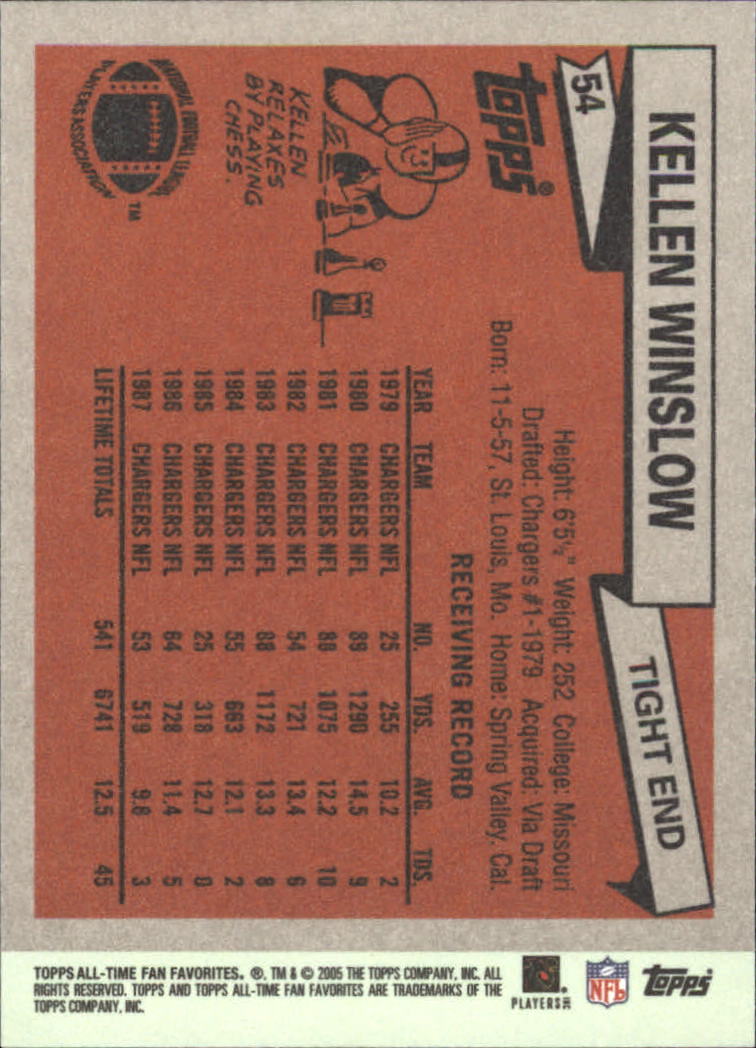 54
KELLEN WINSLOW
TIGHT END
topps®
Height: 6'5½" Weight: 252 College: Missouri
Drafted: Chargers #1-1979 Acquired: Via Draft
Born: 11-5-57, St. Louis, Mo. Home: Spring Valley, Cal.
RECEIVING RECORD
YEAR TEAM NO. YDS. AVG. TDS.
1979 CHARGERS NFL 25 255 10.2 2
1980 CHARGERS NFL 89 1290 14.5 9
1981 CHARGERS NFL 88 1075 12.2 10
1982 CHARGERS NFL 54 721 13.4 6
1983 CHARGERS NFL 88 1172 13.3 8
1984 CHARGERS NFL 55 663 12.1 2
1985 CHARGERS NFL 25 318 12.7 0
1986 CHARGERS NFL 64 728 11.4 5
1987 CHARGERS NFL 53 519 9.8 3
LIFETIME TOTALS 541 6741 12.5 45
KELLEN
RELAXES
BY PLAYING
CHESS.
NATIONAL FOOTBALL LEAGUE
PLAYERS ASSOCIATION
TM
TOPPS ALL-TIME FAN FAVORITES. ®, TM & © 2005 THE TOPPS COMPANY, INC. ALL
RIGHTS RESERVED. TOPPS AND TOPPS ALL-TIME FAN FAVORITES ARE TRADEMARKS OF THE
TOPPS COMPANY, INC.
PLAYERS INC
NFL
topps